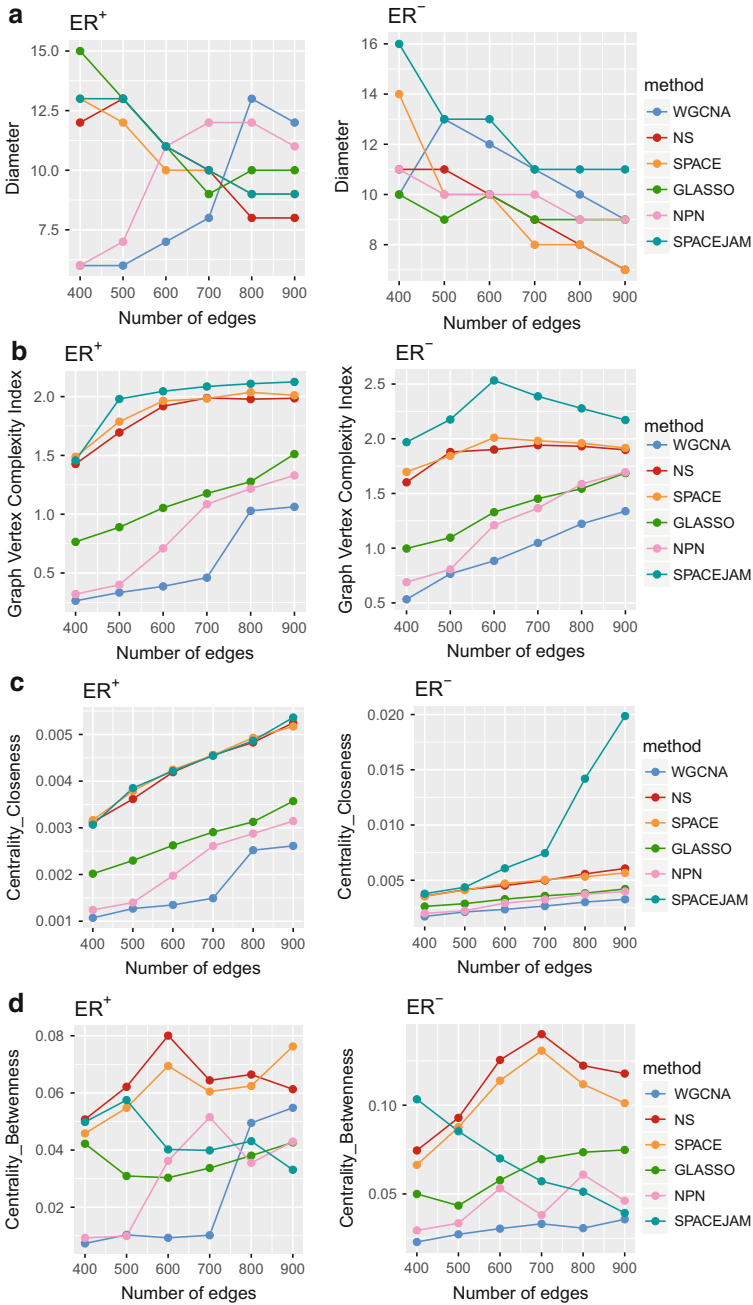 a
ER⁺
15.0
12.5
10.0
7.5
Diameter
400 500 600 700 800 900
Number of edges
ER⁻
16
14
12
10
8
Diameter
400 500 600 700 800 900
Number of edges
method
WGCNA
NS
SPACE
GLASSO
NPN
SPACEJAM
b
ER⁺
2.0
1.5
1.0
0.5
Graph Vertex Complexity Index
400 500 600 700 800 900
Number of edges
ER⁻
2.5
2.0
1.5
1.0
0.5
Graph Vertex Complexity Index
400 500 600 700 800 900
Number of edges
method
WGCNA
NS
SPACE
GLASSO
NPN
SPACEJAM
c
ER⁺
0.005
0.004
0.003
0.002
0.001
Centrality_Closeness
400 500 600 700 800 900
Number of edges
ER⁻
0.020
0.015
0.010
0.005
Centrality_Closeness
400 500 600 700 800 900
Number of edges
method
WGCNA
NS
SPACE
GLASSO
NPN
SPACEJAM
d
ER⁺
0.08
0.06
0.04
0.02
Centrality_Betwenness
400 500 600 700 800 900
Number of edges
ER⁻
0.10
0.05
Centrality_Betwenness
400 500 600 700 800 900
Number of edges
method
WGCNA
NS
SPACE
GLASSO
NPN
SPACEJAM